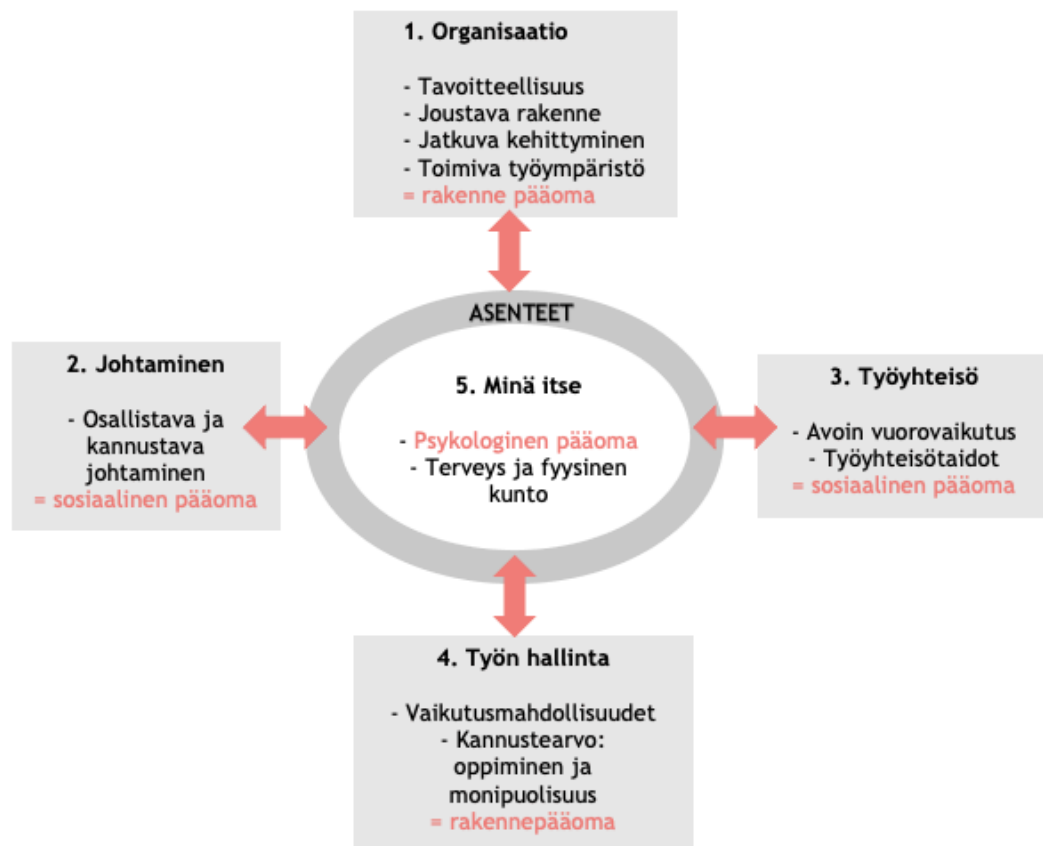 1. Organisaatio
- Tavoitteellisuus
- Joustava rakenne
- Jatkuva kehittyminen
- Toimiva työympäristö
= rakenne pääoma
ASENTEET
2. Johtaminen
- Osallistava ja
kannustava
johtaminen
= sosiaalinen pääoma
5. Minä itse
- Psykologinen pääoma
- Terveys ja fyysinen
kunto
3. Työyhteisö
- Avoin vuorovaikutus
- Työyhteisötaidot
= sosiaalinen pääoma
4. Työn hallinta
- Vaikutusmahdollisuudet
- Kannustearvo:
oppiminen ja
monipuolisuus
= rakennepääoma